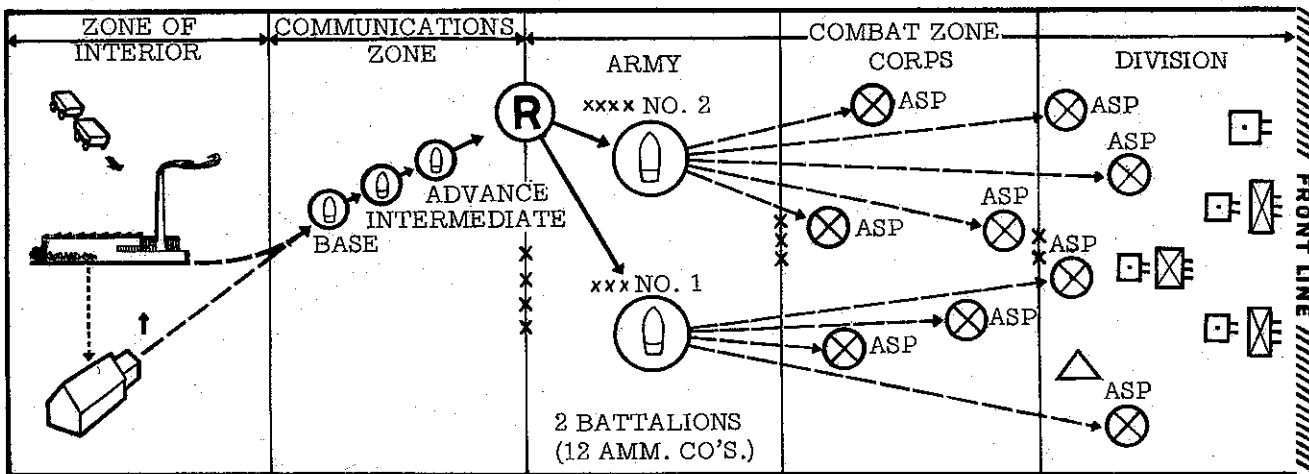 ZONE OF
INTERIOR
COMMUNICATIONS
ZONE
COMBAT ZONE
ARMY
CORPS
DIVISION
R
xxxx NO. 2
ASP
ASP
ASP
ADVANCE
INTERMEDIATE
BASE
ASP
ASP
ASP
xxx NO. 1
ASP
ASP
ASP
2 BATTALIONS
(12 AMM. CO'S.)
FRONT LINE